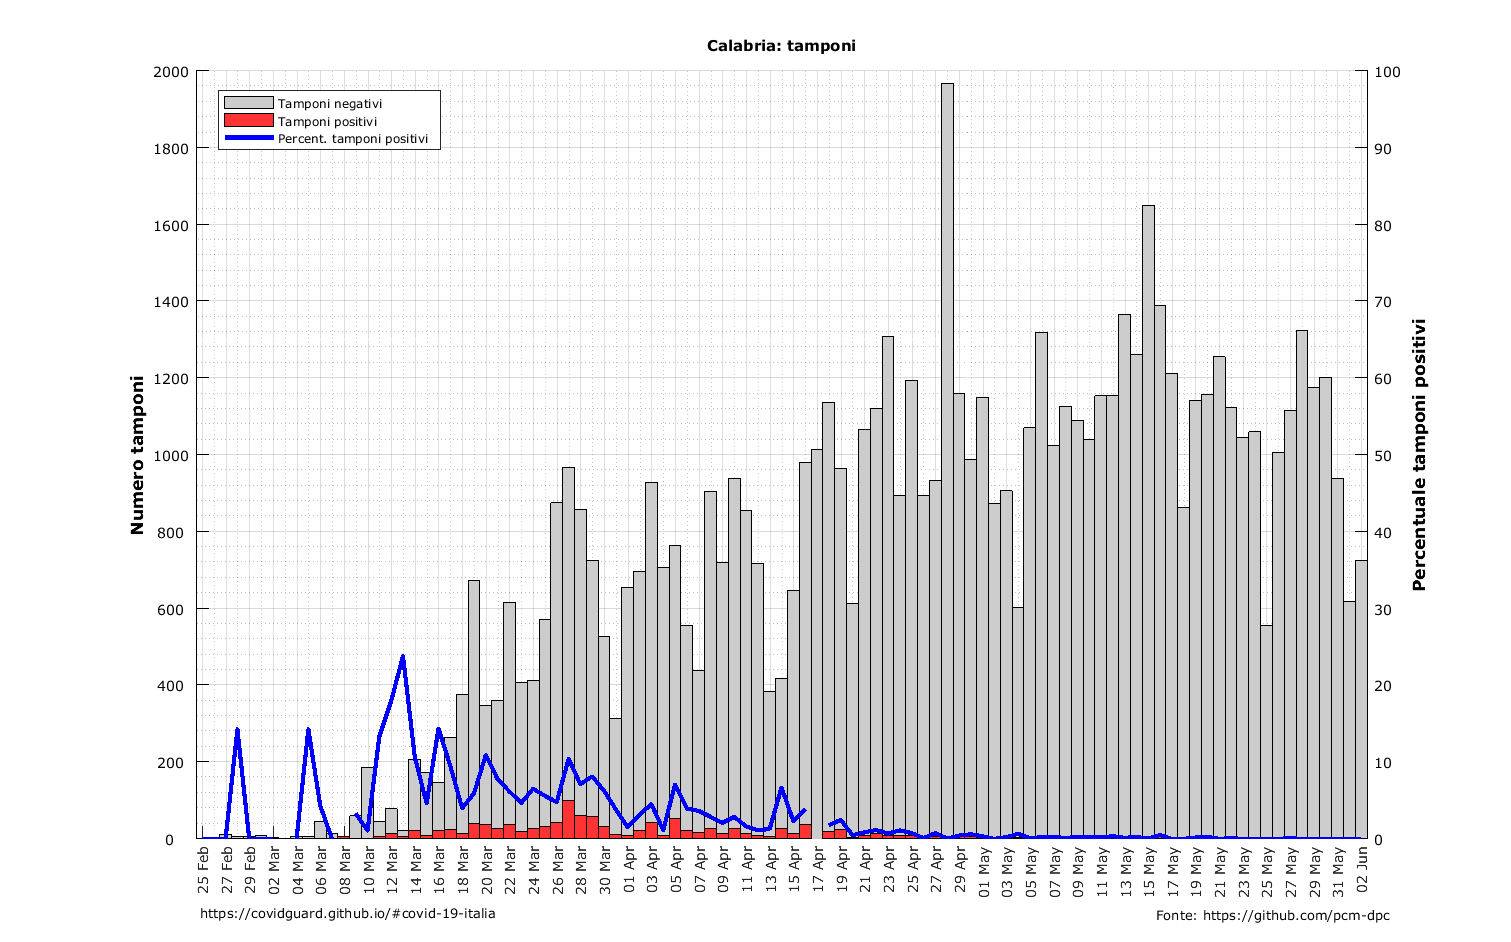 Calabria: tamponi
Tamponi negativi
Tamponi positivi
Percent. tamponi positivi
Numero tamponi
2000
1800
1600
1400
1200
1000
800
600
400
200
0
100
90
80
70
60
50
40
30
20
10
0
Percentuale tamponi positivi
25 Feb
27 Feb
29 Feb
02 Mar
04 Mar
06 Mar
08 Mar
10 Mar
12 Mar
14 Mar
16 Mar
18 Mar
20 Mar
22 Mar
24 Mar
26 Mar
28 Mar
30 Mar
01 Apr
03 Apr
05 Apr
07 Apr
09 Apr
11 Apr
13 Apr
15 Apr
17 Apr
19 Apr
21 Apr
23 Apr
25 Apr
27 Apr
29 Apr
01 May
03 May
05 May
07 May
09 May
11 May
13 May
15 May
17 May
19 May
21 May
23 May
25 May
27 May
29 May
31 May
02 Jun
https://covidguard.github.io/#covid-19-italia
Fonte: https://github.com/pcm-dpc